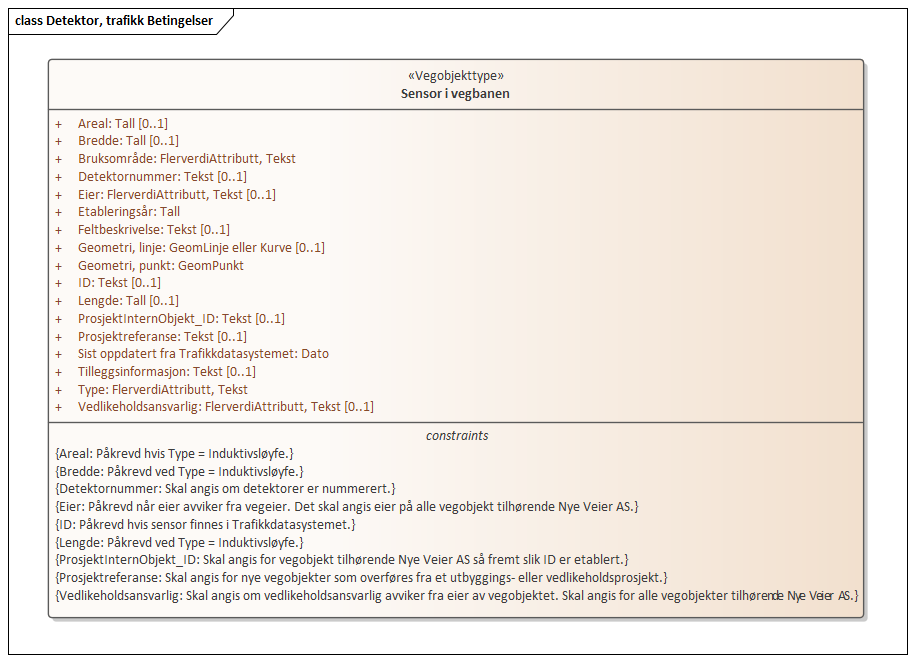 class Detektor, trafikk Betingelser
«Vegobjekttype»
Sensor i vegbanen
+ Areal: Tall [0..1]
+ Bredde: Tall [0..1]
+ Bruksområde: FlerverdiAttributt, Tekst
+ Detektornummer: Tekst [0..1]
+ Eier: FlerverdiAttributt, Tekst [0..1]
+ Etableringsår: Tall
+ Feltbeskrivelse: Tekst [0..1]
+ Geometri, linje: GeomLinje eller Kurve [0..1]
+ Geometri, punkt: GeomPunkt
+ ID: Tekst [0..1]
+ Lengde: Tall [0..1]
+ ProsjektInternObjekt_ID: Tekst [0..1]
+ Prosjektreferanse: Tekst [0..1]
+ Sist oppdatert fra Trafikkdatasystemet: Dato
+ Tilleggsinformasjon: Tekst [0..1]
+ Type: FlerverdiAttributt, Tekst
+ Vedlikeholdsansvarlig: FlerverdiAttributt, Tekst [0..1]
constraints
{Areal: Påkrevd hvis Type = Induktivsløyfe.}
{Bredde: Påkrevd ved Type = Induktivsløyfe.}
{Detektornummer: Skal angis om detektorer er nummerert.}
{Eier: Påkrevd når eier avviker fra vegeier. Det skal angis eier på alle vegobjekt tilhørende Nye Veier AS.}
{ID: Påkrevd hvis sensor finnes i Trafikkdatasystemet.}
{Lengde: Påkrevd ved Type = Induktivsløyfe.}
{ProsjektInternObjekt_ID: Skal angis for vegobjekt tilhørende Nye Veier AS så fremt slik ID er etablert.}
{Prosjektreferanse: Skal angis for nye vegobjekter som overføres fra et utbyggings- eller vedlikeholdsprosjekt.}
{Vedlikeholdsansvarlig: Skal angis om vedlikeholdsansvarlig avviker fra eier av vegobjektet. Skal angis for alle vegobjekter tilhørende Nye Veier AS.}